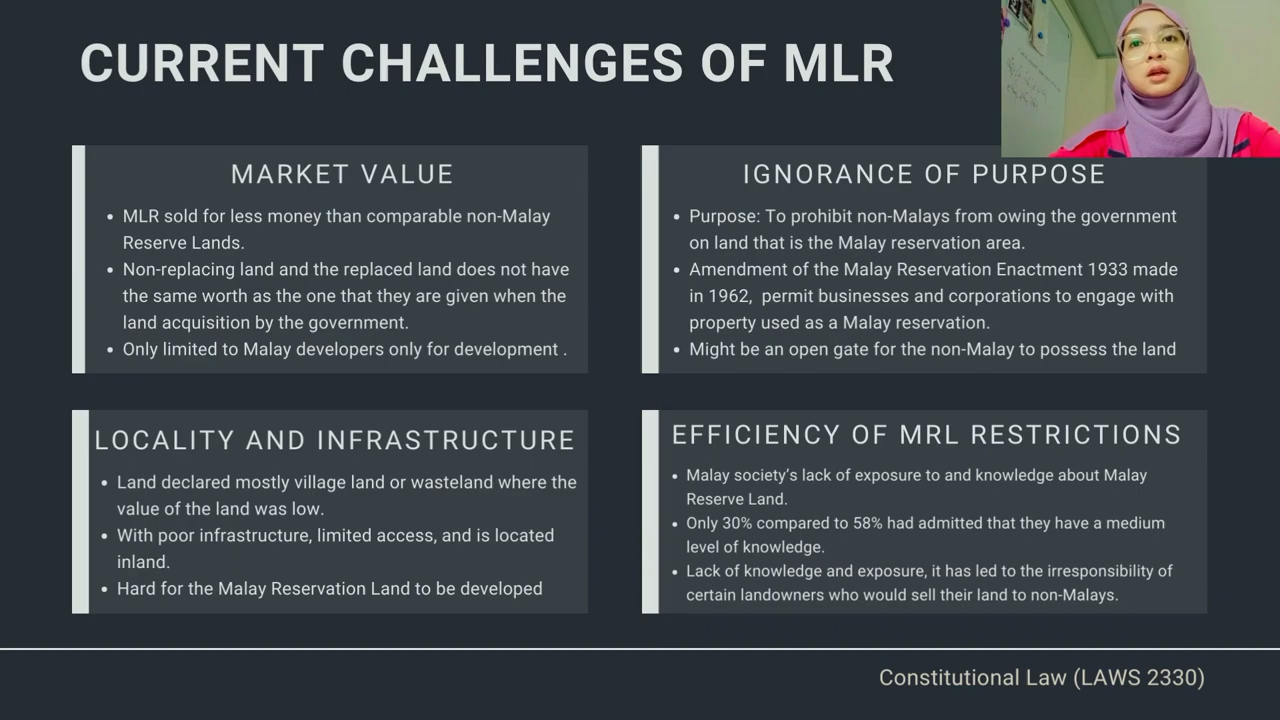 CURRENT CHALLENGES OF MLR
MARKET VALUE
• MLR sold for less money than comparable non-Malay
Reserve Lands.
• Non-replacing land and the replaced land does not have
the same worth as the one that they are given when the
land acquisition by the government.
• Only limited to Malay developers only for development .
IGNORANCE OF PURPOSE
• Purpose: To prohibit non-Malays from owing the government
on land that is the Malay reservation area.
• Amendment of the Malay Reservation Enactment 1933 made
in 1962, permit businesses and corporations to engage with
property used as a Malay reservation.
• Might be an open gate for the non-Malay to possess the land
LOCALITY AND INFRASTRUCTURE
• Land declared mostly village land or wasteland where the
value of the land was low.
• With poor infrastructure, limited access, and is located
inland.
• Hard for the Malay Reservation Land to be developed
EFFICIENCY OF MRL RESTRICTIONS
• Malay society’s lack of exposure to and knowledge about Malay
Reserve Land.
• Only 30% compared to 58% had admitted that they have a medium
level of knowledge.
• Lack of knowledge and exposure, it has led to the irresponsibility of
certain landowners who would sell their land to non-Malays.
Constitutional Law (LAWS 2330)